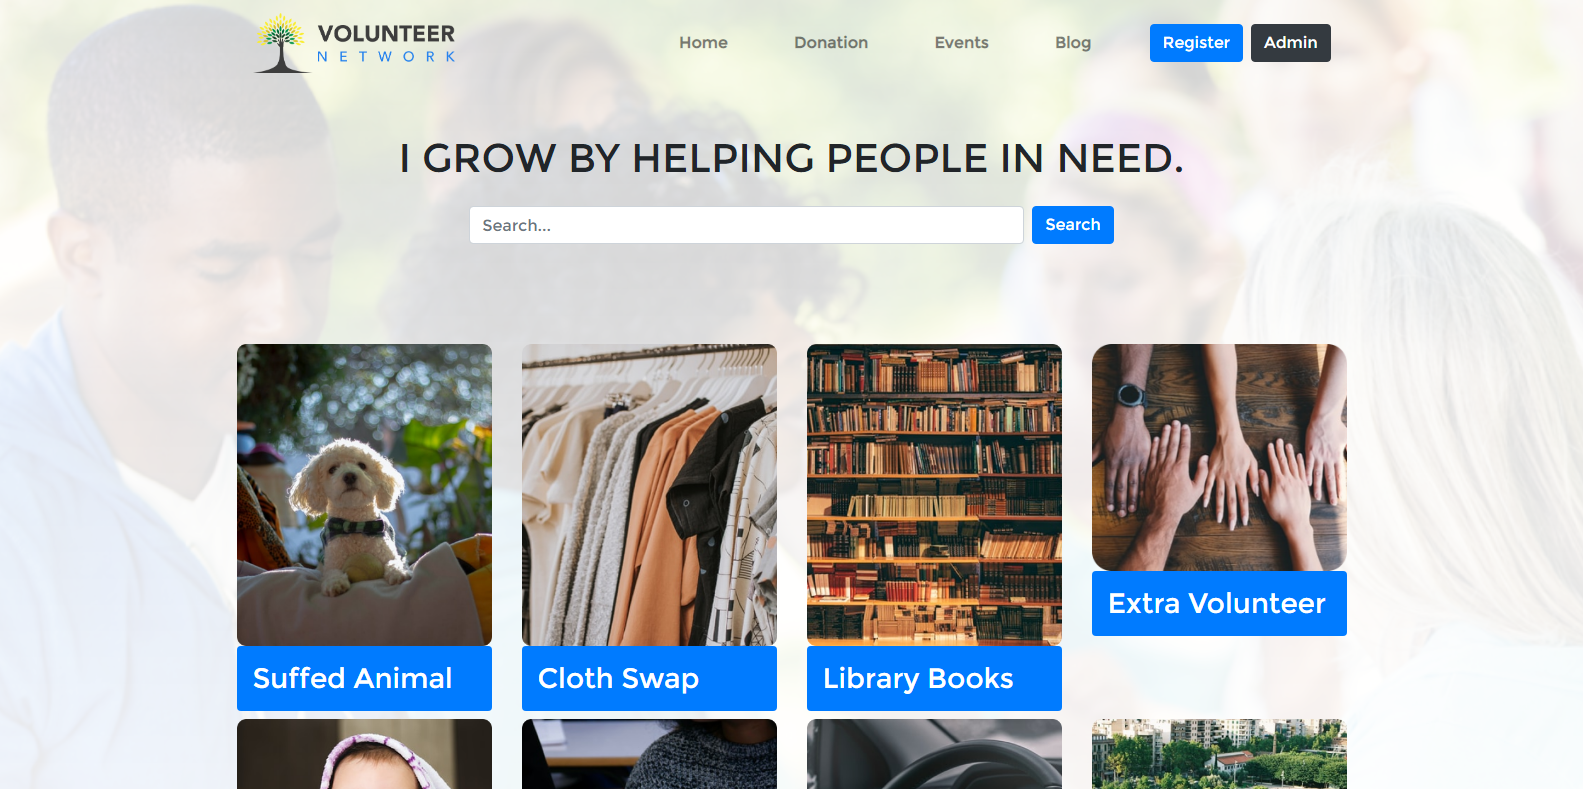 VOLUNTEER
NETWORK
Home
Donation
Events
Blog
Register
Admin
I GROW BY HELPING PEOPLE IN NEED.
Search...
Search
Suffed Animal
Cloth Swap
Library Books
Extra Volunteer